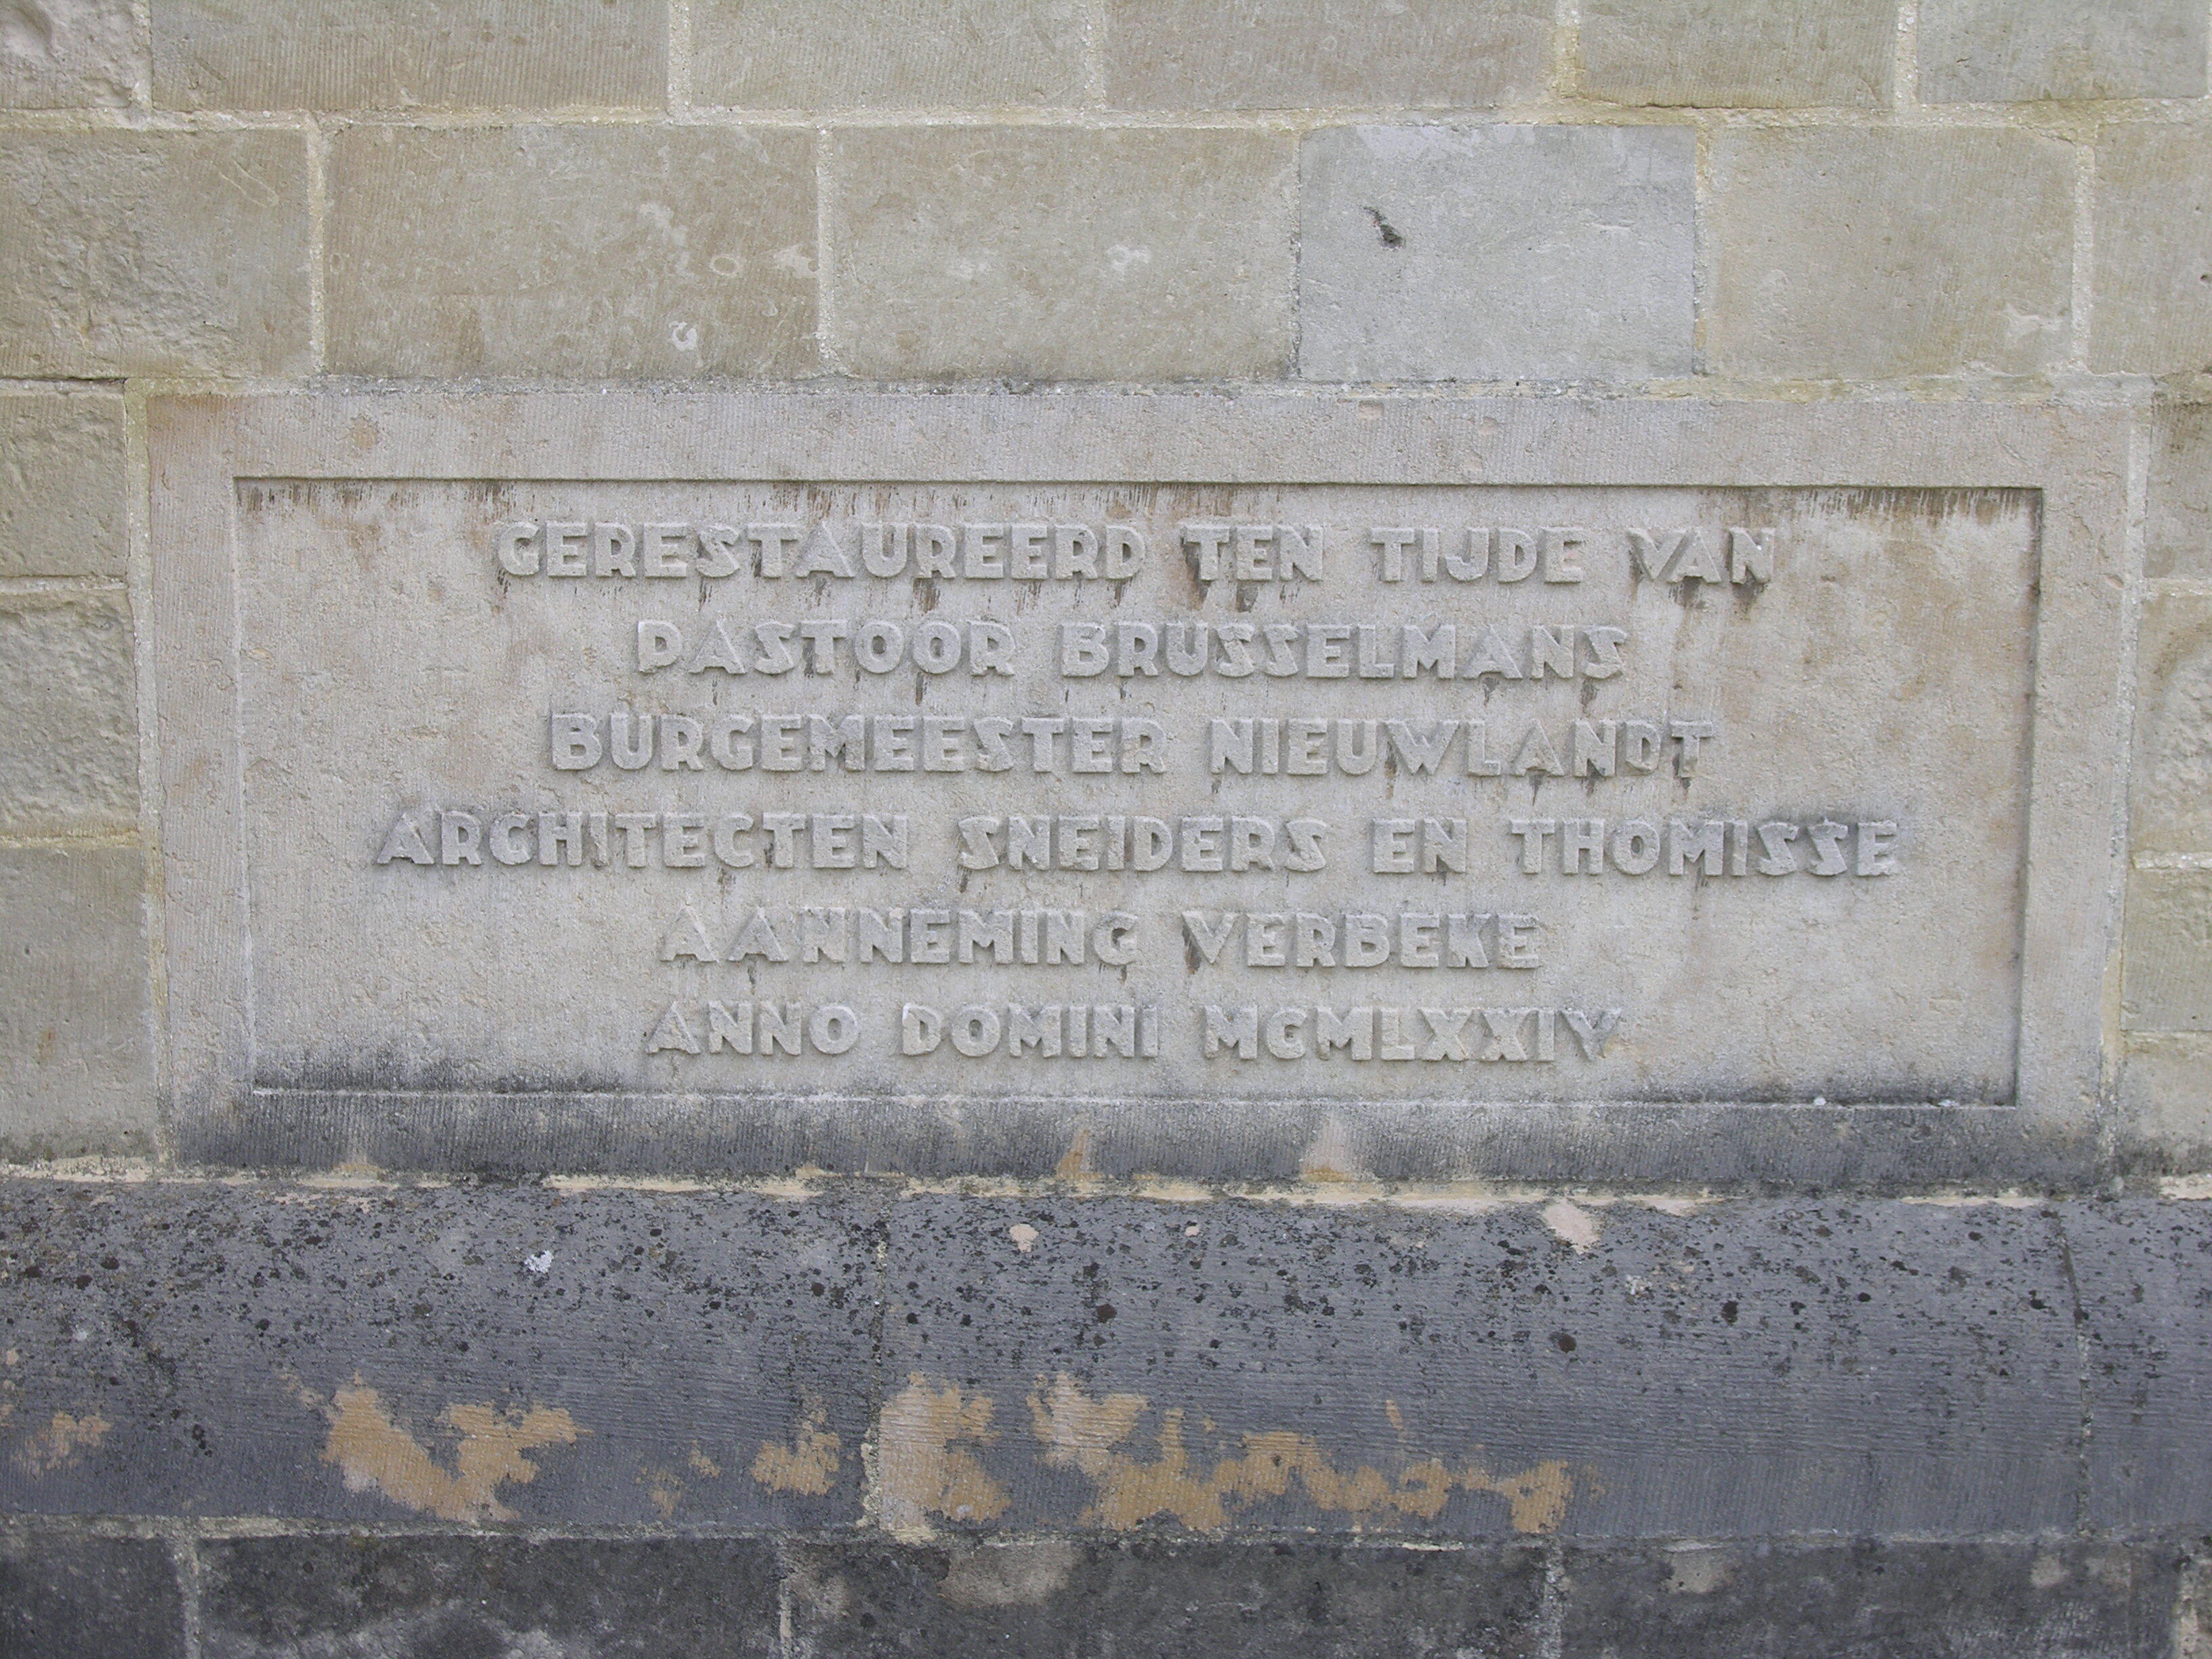 GERESTAUREERD TEN TIJDE VAN
PASTOOR BRUSSELMANS
BURGEMEESTER NIEUWLANDT
ARCHITECTEN SNEIDERS EN THOMISSE
AANNEMING VERBEKE
ANNO DOMINI MCMLXXIV